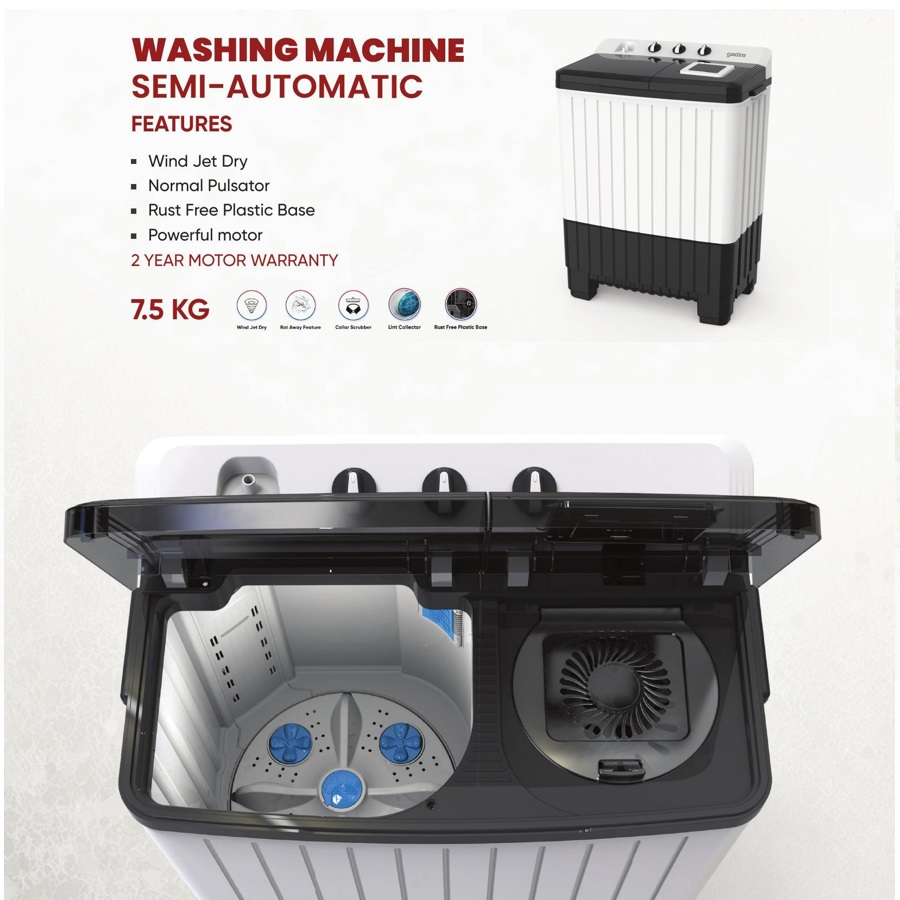 WASHING MACHINE
SEMI-AUTOMATIC
FEATURES
Wind Jet Dry
Normal Pulsator
Rust Free Plastic Base
Powerful motor
2 YEAR MOTOR WARRANTY
7.5 KG
Wind Jet Dry
Rat Away Feature
Collar Scrubber
Lint Collector
Rust Free Plastic Base